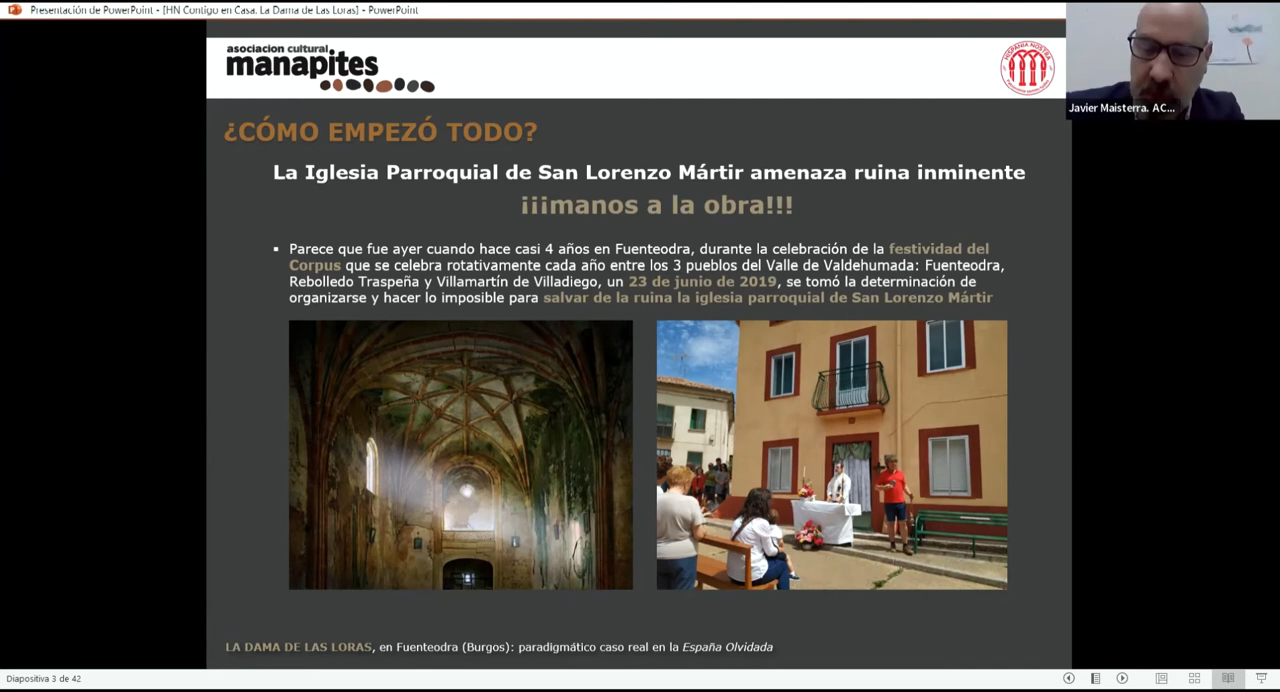 Presentación de PowerPoint - [HN Contigo en Casa. La Dama de Las Loras] - PowerPoint
asociacion cultural
manapites
HISPANIA NOSTRA
Javier Maisterra. AC...
¿CÓMO EMPEZÓ TODO?
La Iglesia Parroquial de San Lorenzo Mártir amenaza ruina inminente
¡¡¡manos a la obra!!!
▪ Parece que fue ayer cuando hace casi 4 años en Fuenteodra, durante la celebración de la festividad del
Corpus que se celebra rotativamente cada año entre los 3 pueblos del Valle de Valdehumada: Fuenteodra,
Rebolledo Traspeña y Villamartín de Villadiego, un 23 de junio de 2019, se tomó la determinación de
organizarse y hacer lo imposible para salvar de la ruina la iglesia parroquial de San Lorenzo Mártir
LA DAMA DE LAS LORAS, en Fuenteodra (Burgos): paradigmático caso real en la España Olvidada
Diapositiva 3 de 42